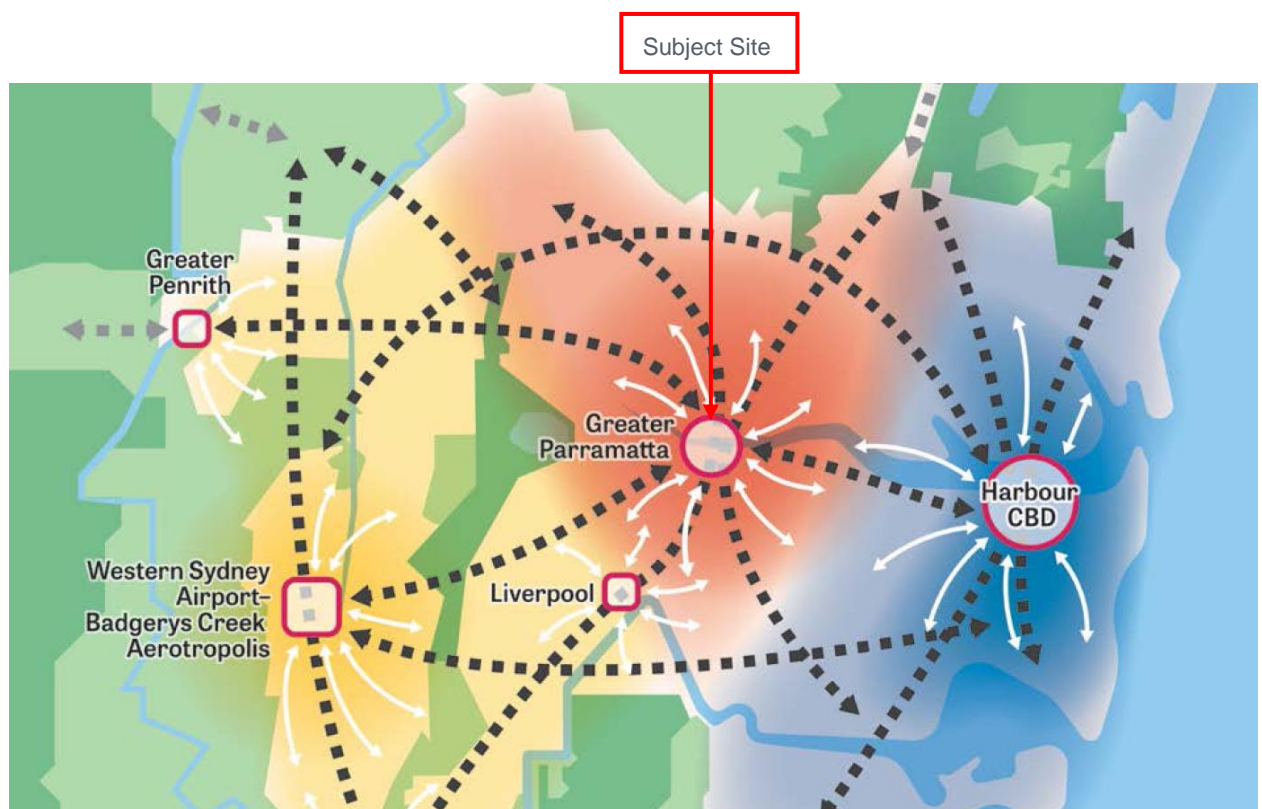 Subject Site
Greater
Penrith
Greater
Parramatta
Harbour
CBD
Western Sydney
Airport–
Badgerys Creek
Aerotropolis
Liverpool